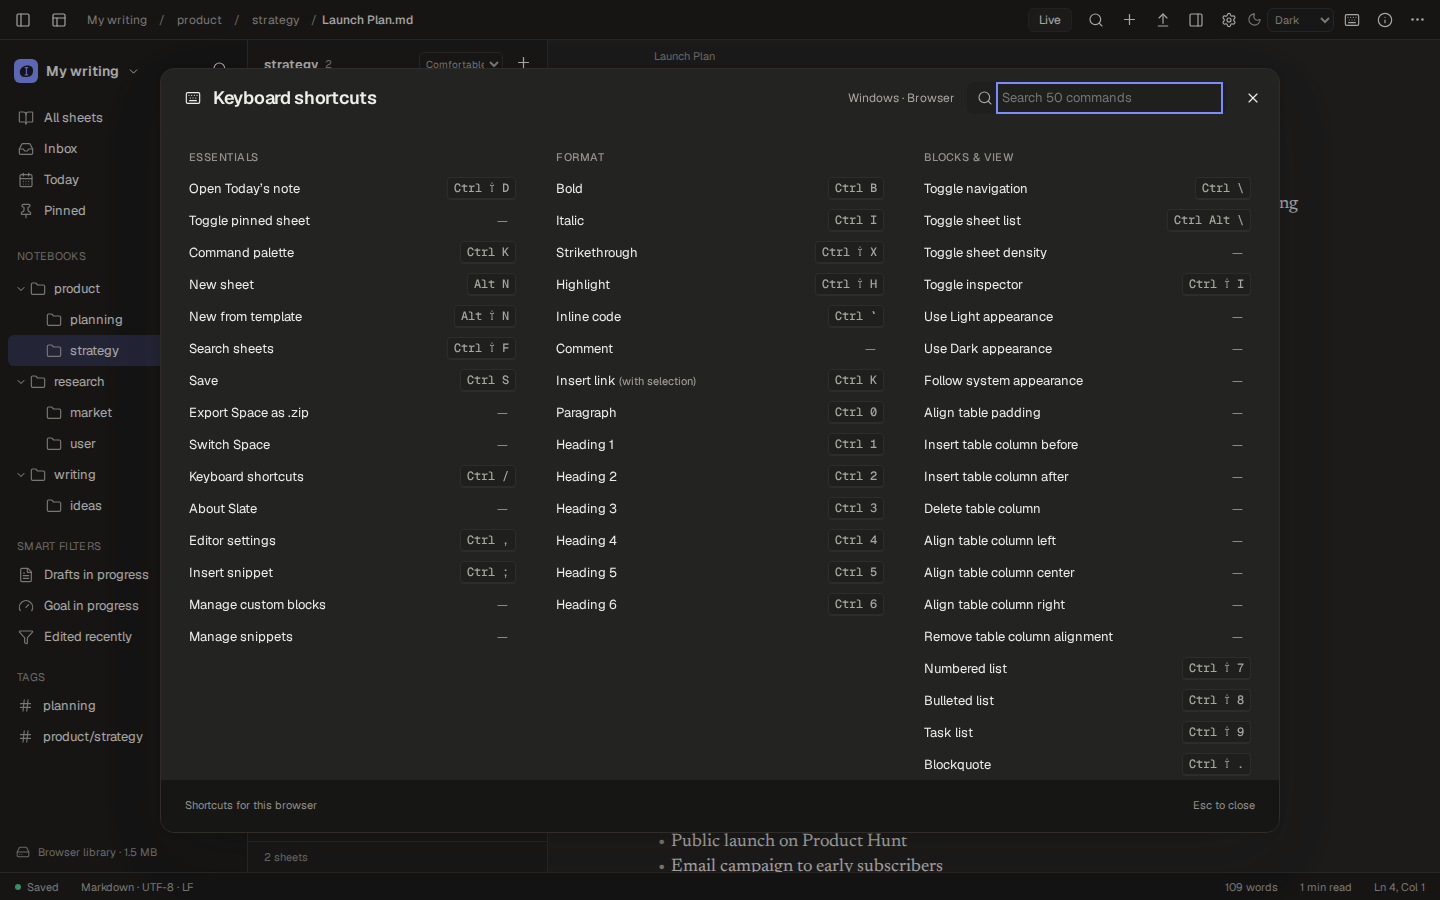 My writing / product / strategy / Launch Plan.md
Live
Dark
My writing
strategy 2
Comfortable
Launch Plan
All sheets
Inbox
Today
Pinned
NOTEBOOKS
product
planning
strategy
research
market
user
writing
ideas
SMART FILTERS
Drafts in progress
Goal in progress
Edited recently
TAGS
planning
product/strategy
Browser library · 1.5 MB
Keyboard shortcuts
Windows · Browser
Search 50 commands
ESSENTIALS
Open Today's note Ctrl ⇧ D
Toggle pinned sheet —
Command palette Ctrl K
New sheet Alt N
New from template Alt ⇧ N
Search sheets Ctrl ⇧ F
Save Ctrl S
Export Space as .zip —
Switch Space —
Keyboard shortcuts Ctrl /
About Slate —
Editor settings Ctrl ,
Insert snippet Ctrl ;
Manage custom blocks —
Manage snippets —
FORMAT
Bold Ctrl B
Italic Ctrl I
Strikethrough Ctrl ⇧ X
Highlight Ctrl ⇧ H
Inline code Ctrl `
Comment —
Insert link (with selection) Ctrl K
Paragraph Ctrl 0
Heading 1 Ctrl 1
Heading 2 Ctrl 2
Heading 3 Ctrl 3
Heading 4 Ctrl 4
Heading 5 Ctrl 5
Heading 6 Ctrl 6
BLOCKS & VIEW
Toggle navigation Ctrl \
Toggle sheet list Ctrl Alt \
Toggle sheet density —
Toggle inspector Ctrl ⇧ I
Use Light appearance —
Use Dark appearance —
Follow system appearance —
Align table padding —
Insert table column before —
Insert table column after —
Delete table column —
Align table column left —
Align table column center —
Align table column right —
Remove table column alignment —
Numbered list Ctrl ⇧ 7
Bulleted list Ctrl ⇧ 8
Task list Ctrl ⇧ 9
Blockquote Ctrl ⇧ .
Shortcuts for this browser
Esc to close
ng
• Public launch on Product Hunt
• Email campaign to early subscribers
2 sheets
Saved
Markdown · UTF-8 · LF
109 words
1 min read
Ln 4, Col 1